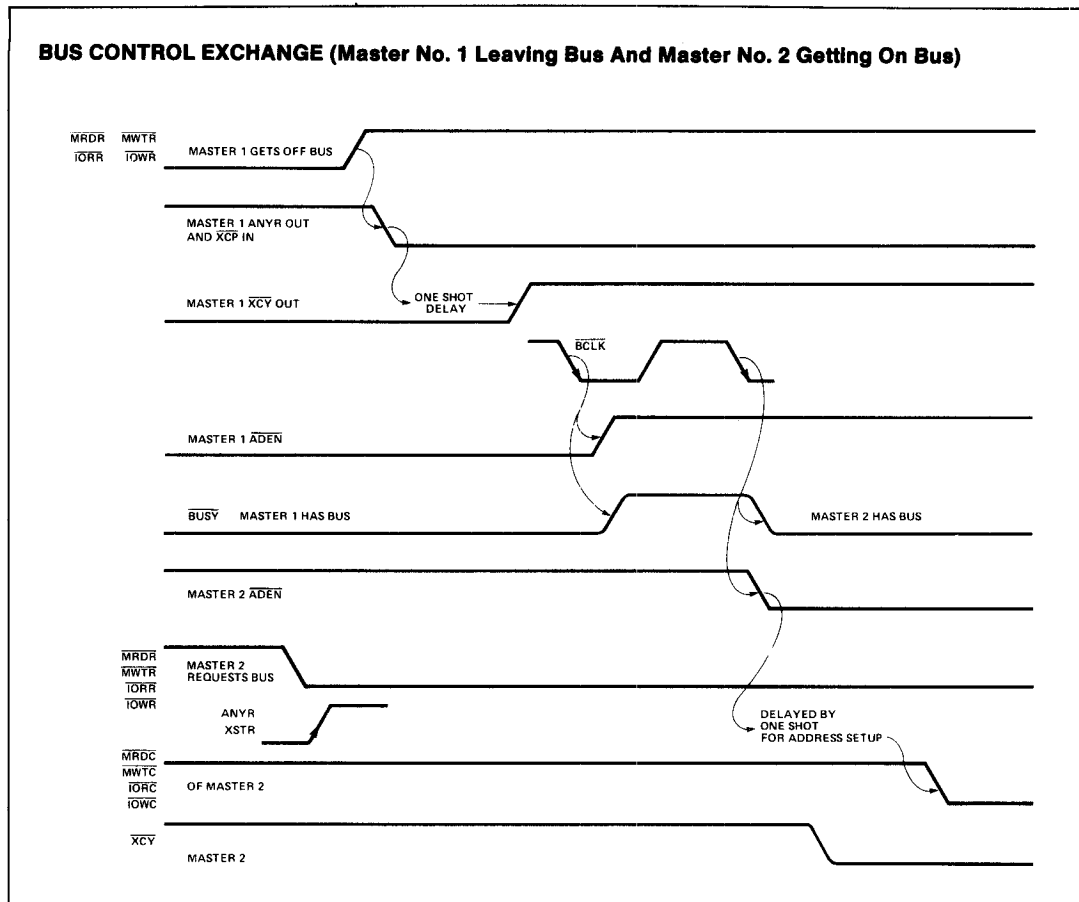 BUS CONTROL EXCHANGE (Master No. 1 Leaving Bus And Master No. 2 Getting On Bus)
MRDR MWTR
IORR IOWR
MASTER 1 GETS OFF BUS
MASTER 1 ANYR OUT
AND XCP IN
MASTER 1 XCY OUT
ONE SHOT
DELAY
BCLK
MASTER 1 ADEN
BUSY MASTER 1 HAS BUS
MASTER 2 HAS BUS
MASTER 2 ADEN
MRDR
MWTR
IORR
IOWR
MASTER 2
REQUESTS BUS
ANYR
XSTR
DELAYED BY
ONE SHOT
FOR ADDRESS SETUP
MRDC
MWTC
IORC
IOWC
OF MASTER 2
XCY
MASTER 2